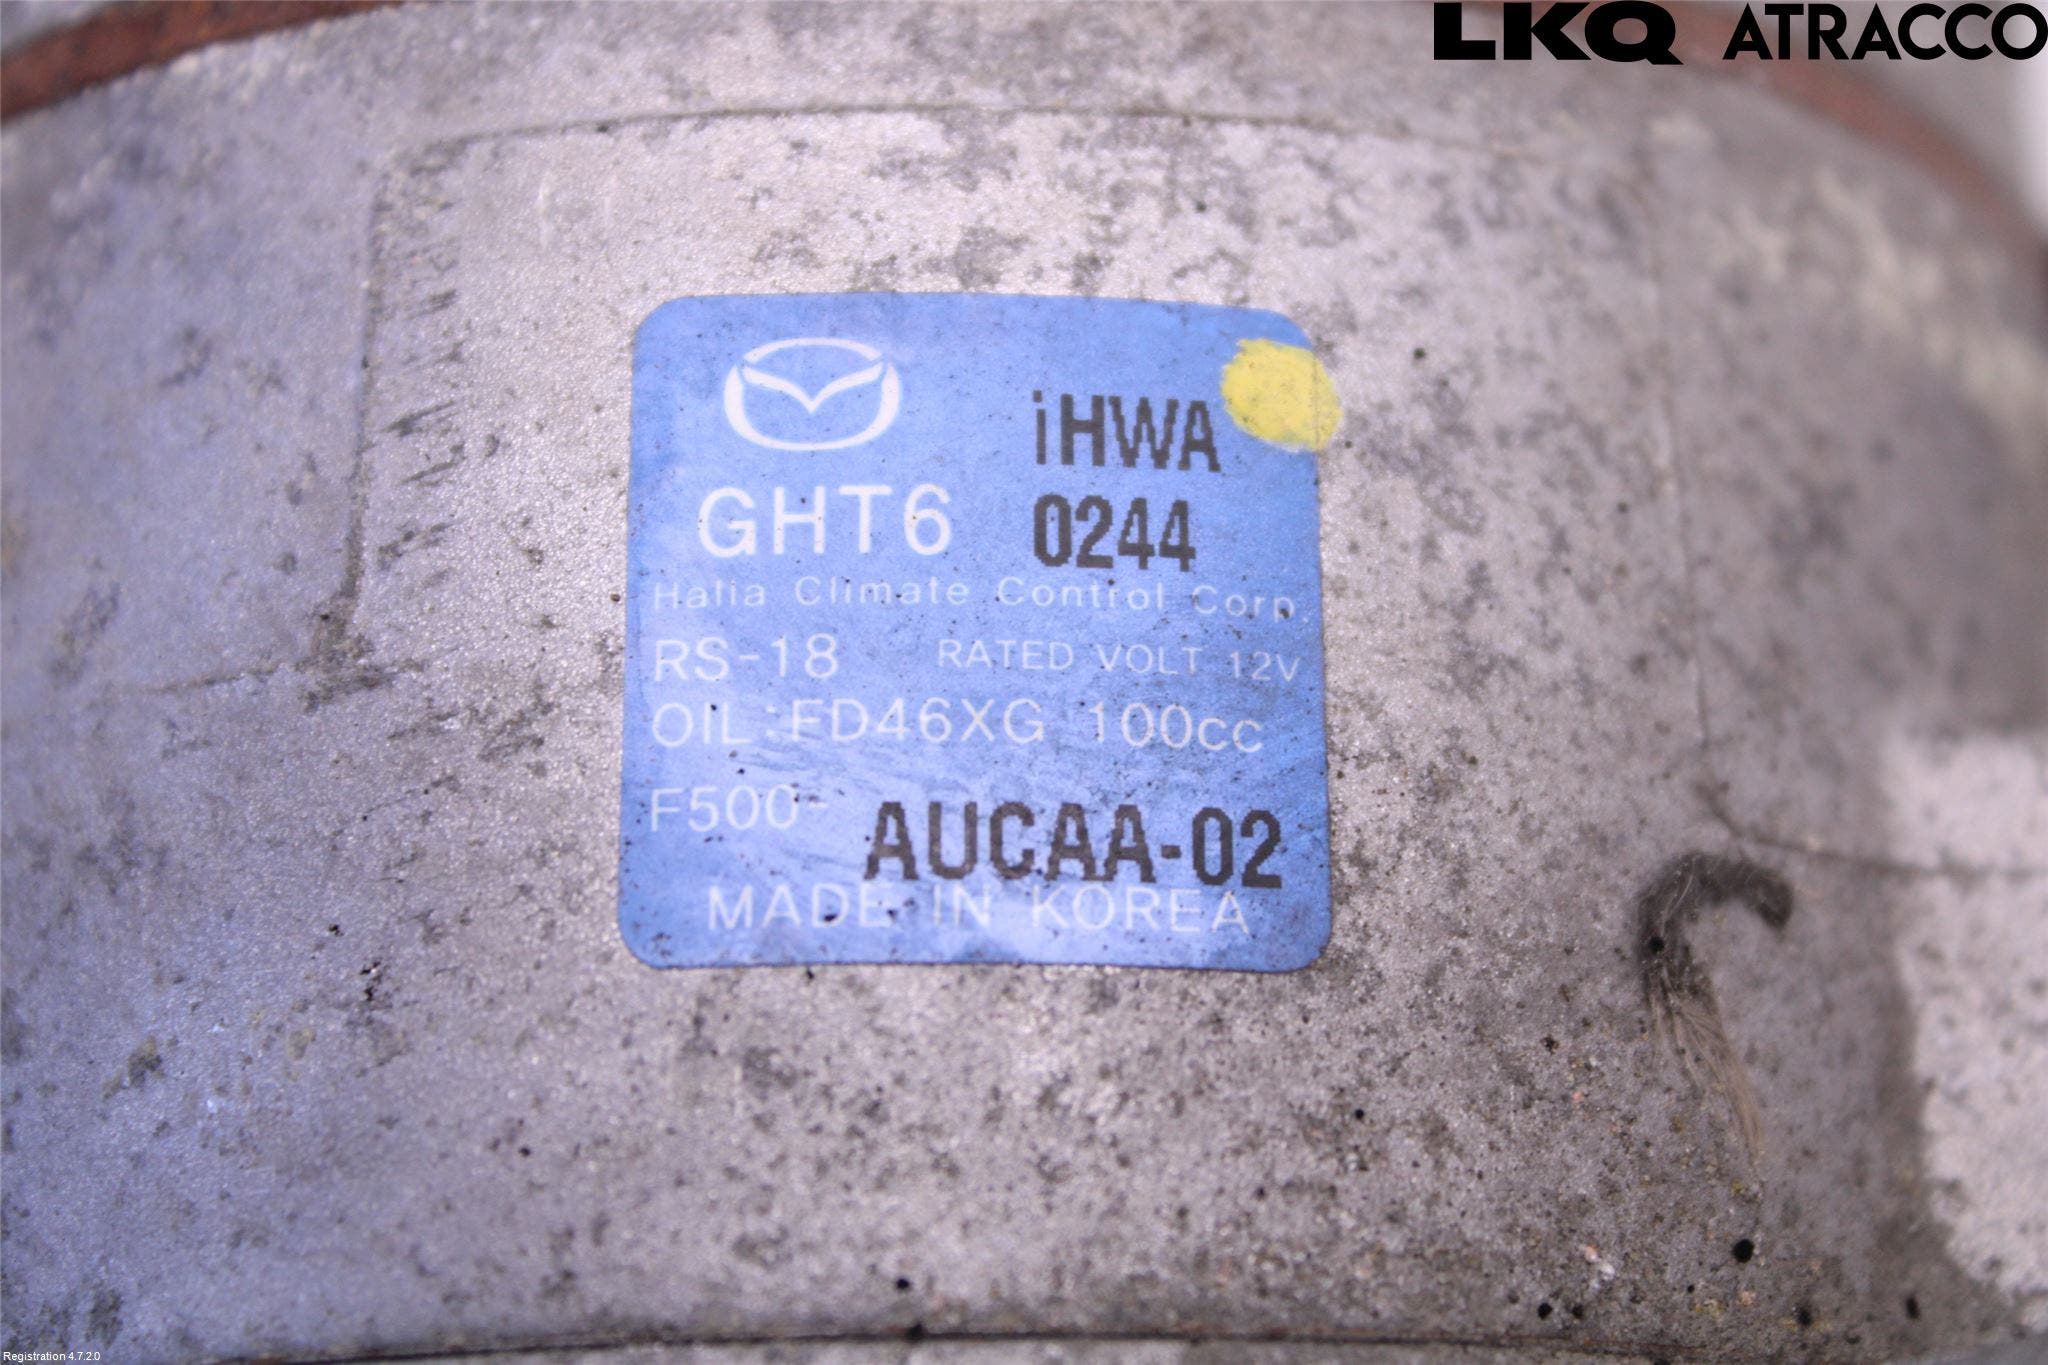 LKQ ATRACCO
iHWA
GHT6 0244
Halla Climate Control Corp.
RS-18 RATED VOLT 12V
OIL:FD46XG 100cc
F500-AUCAA-02
MADE IN KOREA
Registration 4.7.2.0